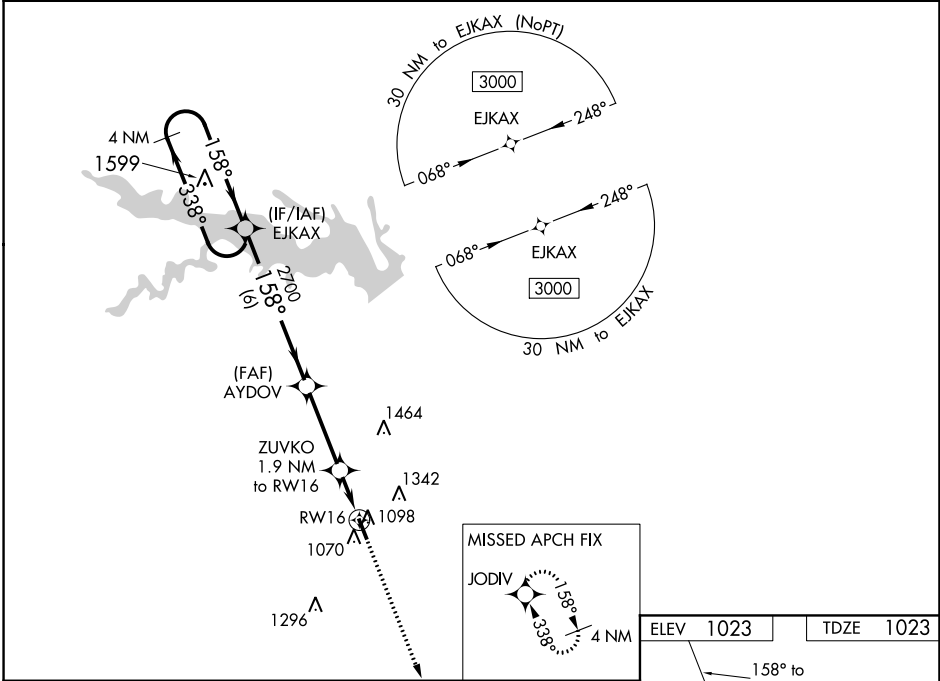 30 NM to EJKAX (NoPT)
3000
EJKAX
248°
068°
4 NM
1599
158°
338°
(IF/IAF)
EJKAX
248°
068°
EJKAX
3000
30 NM to EJKAX
2700
158°
(6)
(FAF)
AYDOV
1464
ZUVKO
1.9 NM
to RW16
1342
RW16
1098
1070
1296
MISSED APCH FIX
JODIV
158°
338°
4 NM
ELEV 1023
TDZE 1023
158° to